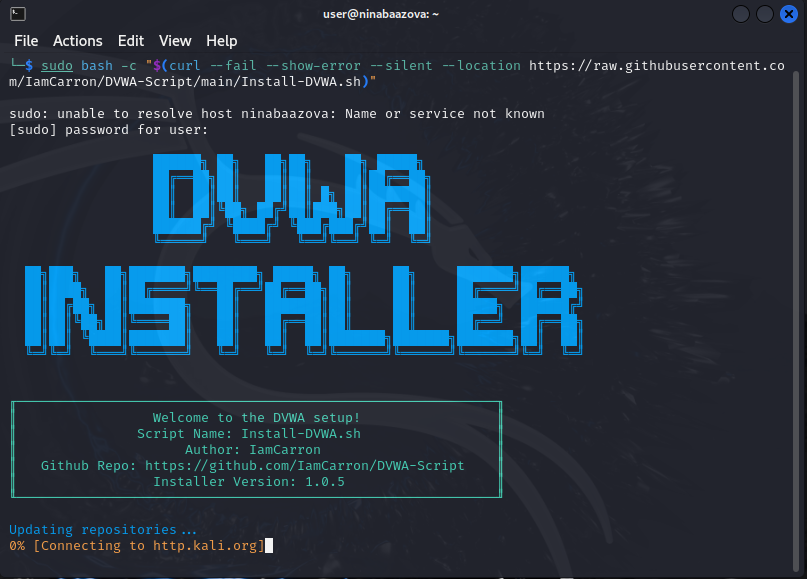 user@ninabaazova: ~
File Actions Edit View Help
└─$ sudo bash -c "$(curl --fail --show-error --silent --location https://raw.githubusercontent.co
m/IamCarron/DVWA-Script/main/Install-DVWA.sh)"
sudo: unable to resolve host ninabaazova: Name or service not known
[sudo] password for user:
DVWA
INSTALLER
Welcome to the DVWA setup!
Script Name: Install-DVWA.sh
Author: IamCarron
Github Repo: https://github.com/IamCarron/DVWA-Script
Installer Version: 1.0.5
Updating repositories...
0% [Connecting to http.kali.org]